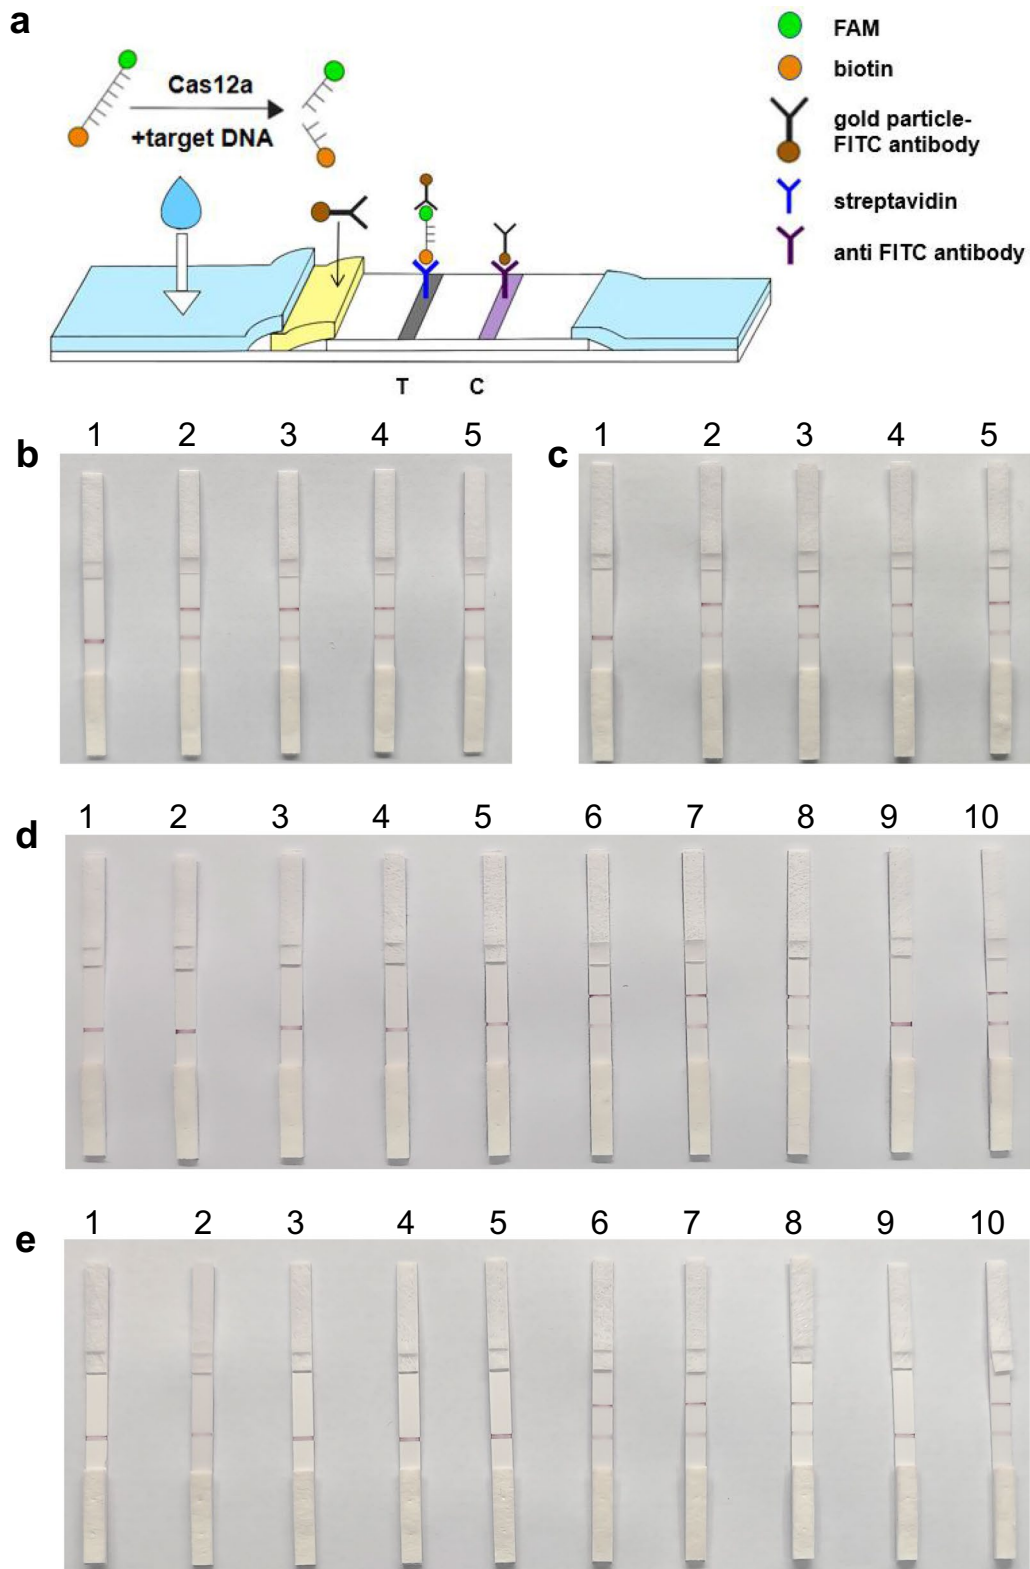 a
FAM
biotin
gold particle-
FITC antibody
streptavidin
anti FITC antibody
Cas12a
+target DNA
T C
b
1 2 3 4 5
c
1 2 3 4 5
d
1 2 3 4 5 6 7 8 9 10
e
1 2 3 4 5 6 7 8 9 10